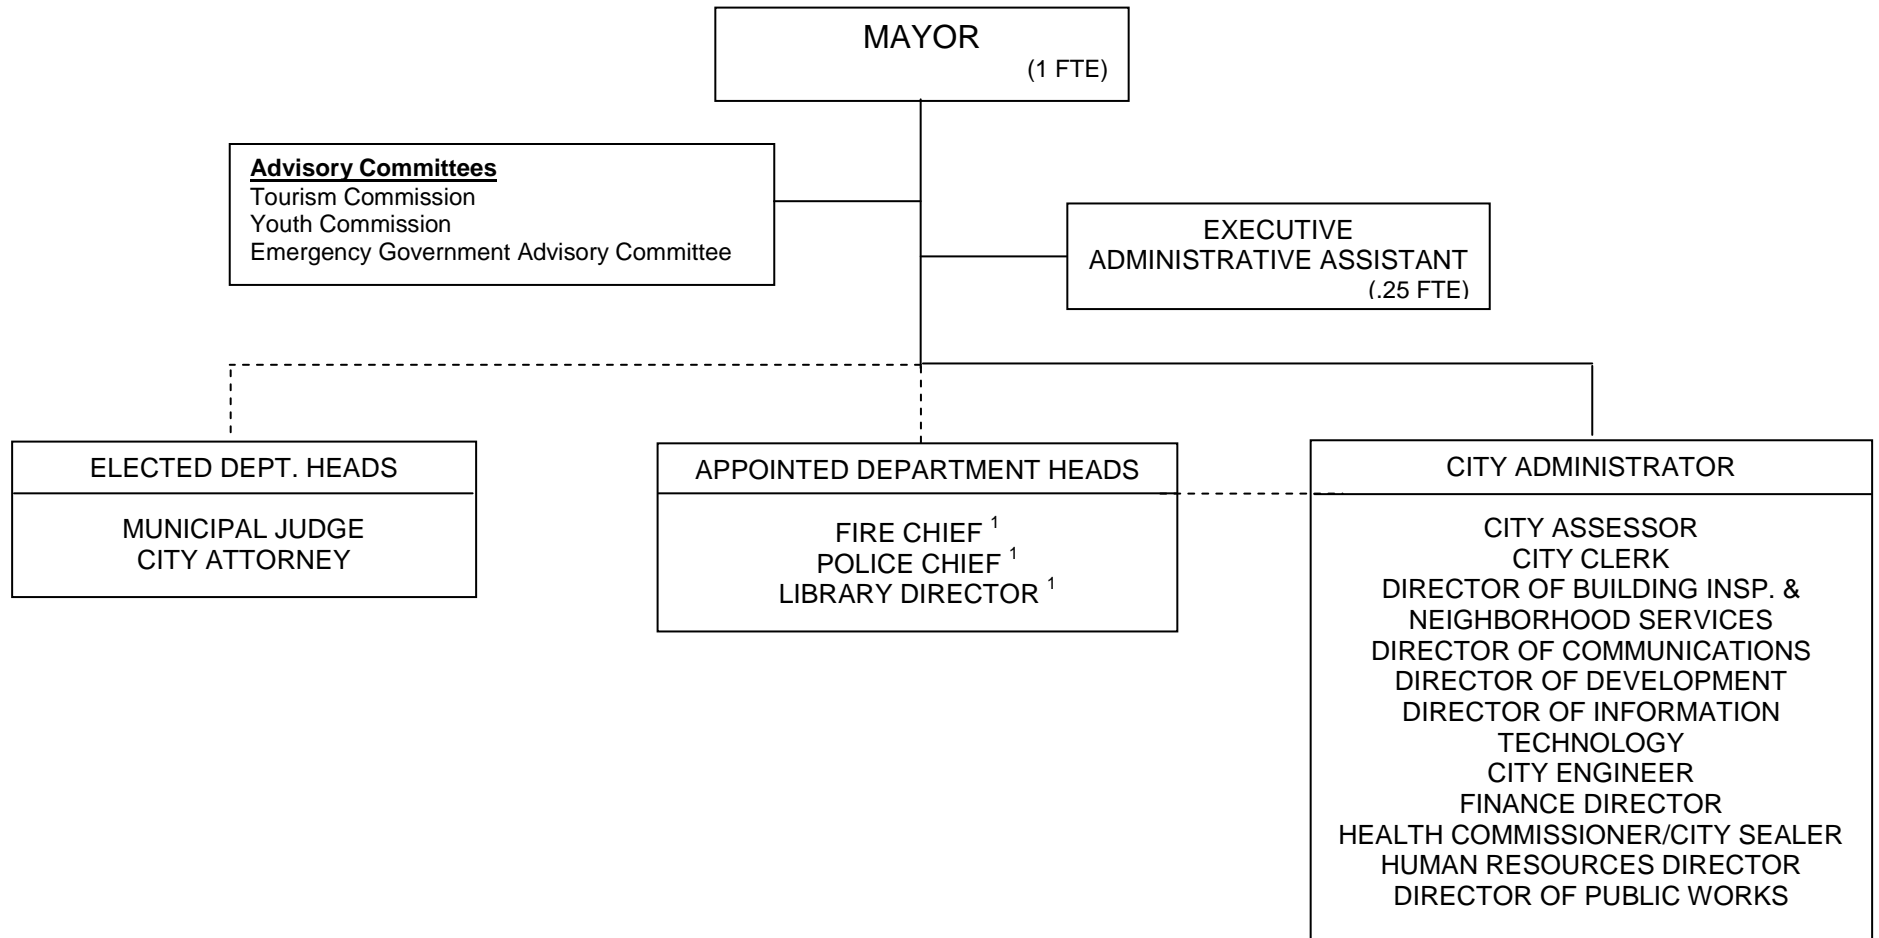 MAYOR
(1 FTE)
Advisory Committees
Tourism Commission
Youth Commission
Emergency Government Advisory Committee
EXECUTIVE
ADMINISTRATIVE ASSISTANT
(.25 FTE)
ELECTED DEPT. HEADS
MUNICIPAL JUDGE
CITY ATTORNEY
APPOINTED DEPARTMENT HEADS
FIRE CHIEF 1
POLICE CHIEF 1
LIBRARY DIRECTOR 1
CITY ADMINISTRATOR
CITY ASSESSOR
CITY CLERK
DIRECTOR OF BUILDING INSP. &
NEIGHBORHOOD SERVICES
DIRECTOR OF COMMUNICATIONS
DIRECTOR OF DEVELOPMENT
DIRECTOR OF INFORMATION
TECHNOLOGY
CITY ENGINEER
FINANCE DIRECTOR
HEALTH COMMISSIONER/CITY SEALER
HUMAN RESOURCES DIRECTOR
DIRECTOR OF PUBLIC WORKS